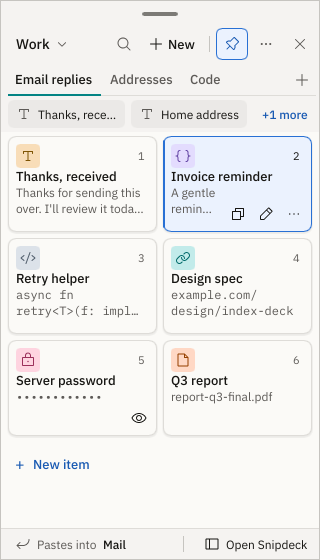 Work
New
Email replies Addresses Code
Thanks, rece... Home address +1 more
1
Thanks, received
Thanks for sending this
over. I'll review it toda...
{ } 2
Invoice reminder
A gentle
remin...
</> 3
Retry helper
async fn
retry<T>(f: impl…
4
Design spec
example.com/
design/index-deck
5
Server password
••••••••••••
6
Q3 report
report-q3-final.pdf
+ New item
Pastes into Mail Open Snipdeck